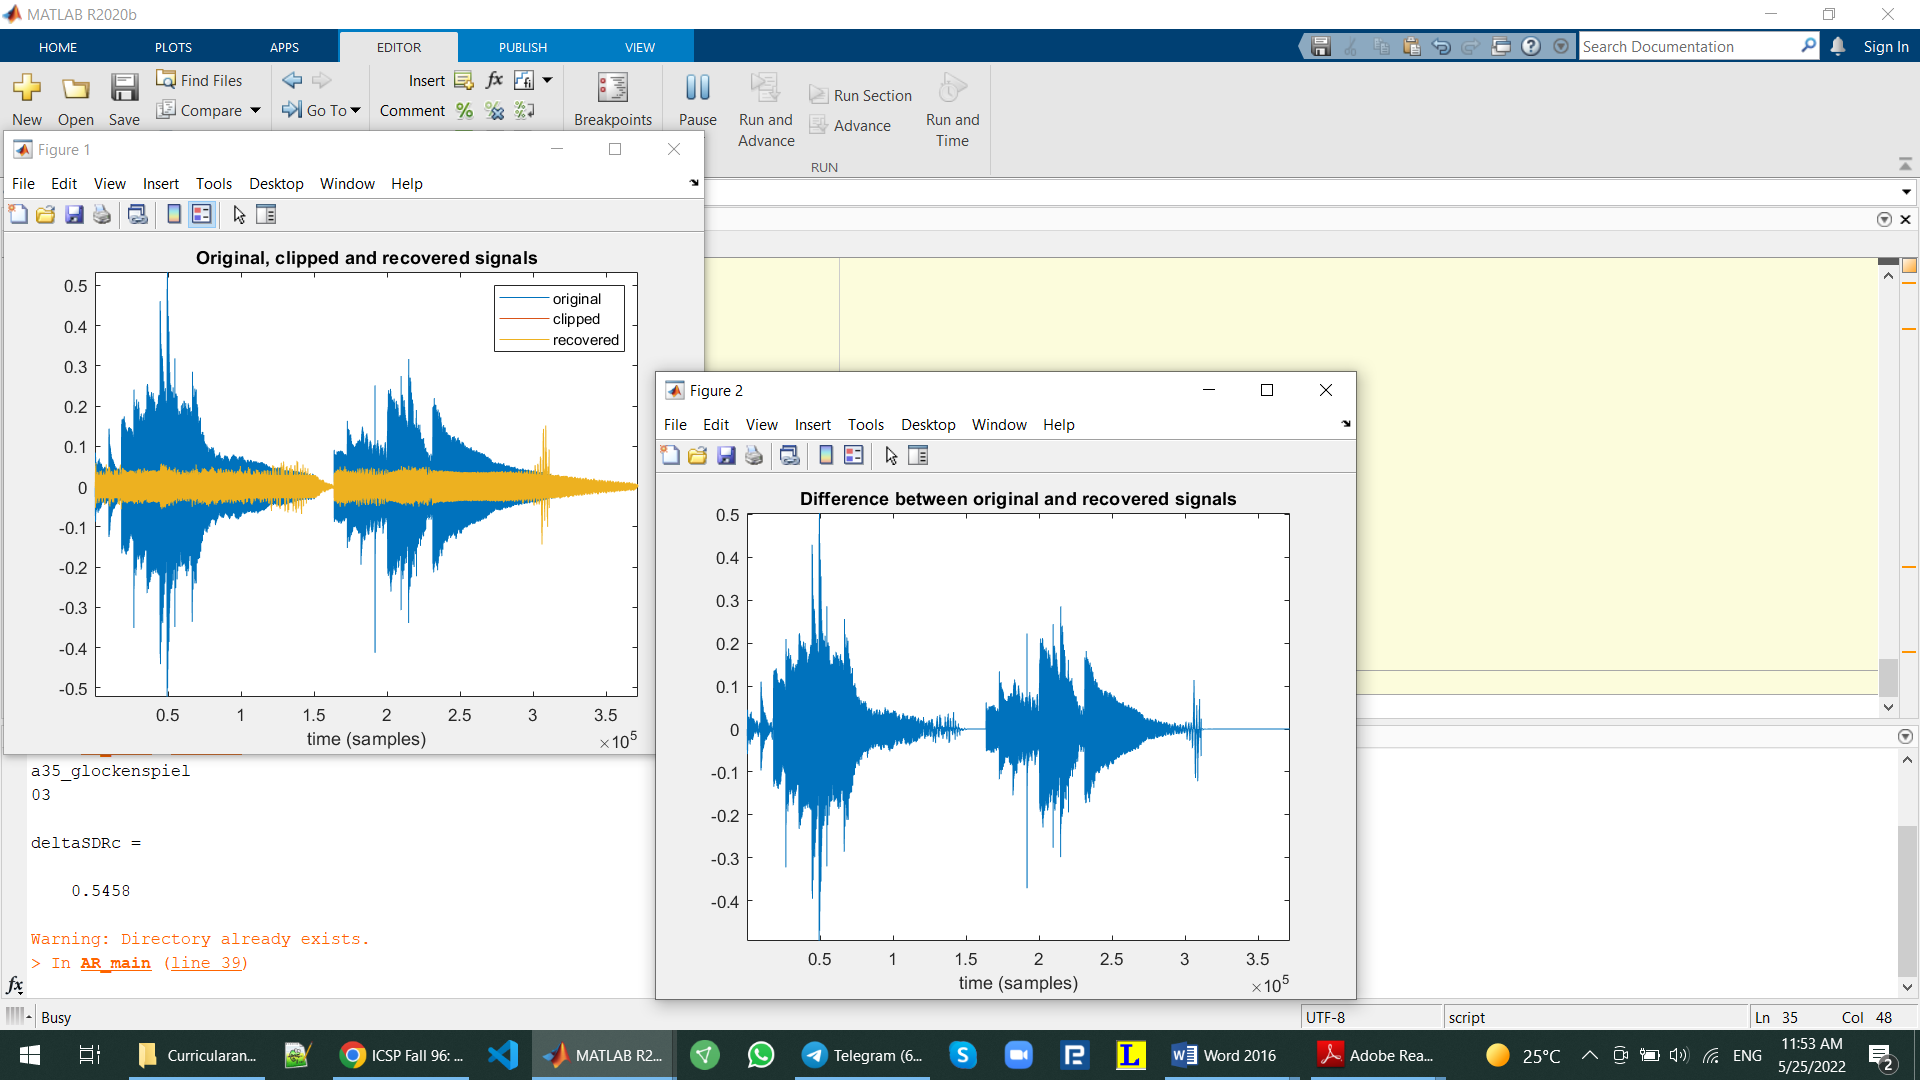 MATLAB R2020b
HOME PLOTS APPS EDITOR PUBLISH VIEW
Search Documentation
Sign In
New Open Save
Find Files
Compare
Go To
Insert
fx
fi
Comment
Breakpoints
Pause
Run and Advance
Run Section
Advance
Run and Time
RUN
Figure 1
File Edit View Insert Tools Desktop Window Help
Original, clipped and recovered signals
original
clipped
recovered
0.5
0.4
0.3
0.2
0.1
0
-0.1
-0.2
-0.3
-0.4
-0.5
0.5 1 1.5 2 2.5 3 3.5
time (samples)
×10^5
Figure 2
File Edit View Insert Tools Desktop Window Help
Difference between original and recovered signals
0.5
0.4
0.3
0.2
0.1
0
-0.1
-0.2
-0.3
-0.4
0.5 1 1.5 2 2.5 3 3.5
time (samples)
×10^5
a35_glockenspiel
03
deltaSDRc =
0.5458
Warning: Directory already exists.
> In AR_main (line 39)
fx
Busy
UTF-8
script
Ln 35 Col 48
Curricularan...
ICSP Fall 96: ...
MATLAB R2...
Telegram (6...
Word 2016
Adobe Rea...
25°C
ENG
11:53 AM
5/25/2022
2